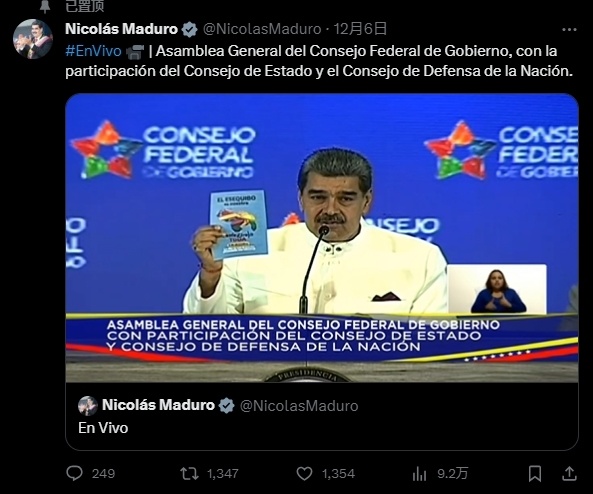 已置顶
Nicolás Maduro @NicolasMaduro · 12月6日
#EnVivo | Asamblea General del Consejo Federal de Gobierno, con la
participación del Consejo de Estado y el Consejo de Defensa de la Nación.
CONSEJO
FEDERAL
DE GOBIERNO
CONSEJO
FEDERAL
DE GOBIER
EL ESEQUIBO
CONSEJO
ASAMBLEA GENERAL DEL CONSEJO FEDERAL DE GOBIERNO
CON PARTICIPACIÓN DEL CONSEJO DE ESTADO
Y CONSEJO DE DEFENSA DE LA NACIÓN
PRESIDENCIA
Nicolás Maduro @NicolasMaduro
En Vivo
249 1,347 1,354 9.2万